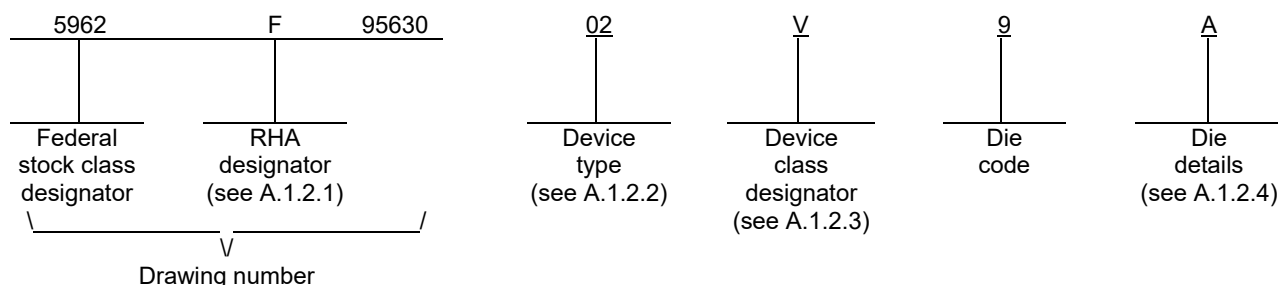 5962 F 95630 02 V 9 A
Federal stock class designator
RHA designator (see A.1.2.1)
Device type (see A.1.2.2)
Device class designator (see A.1.2.3)
Die code
Die details (see A.1.2.4)
Drawing number